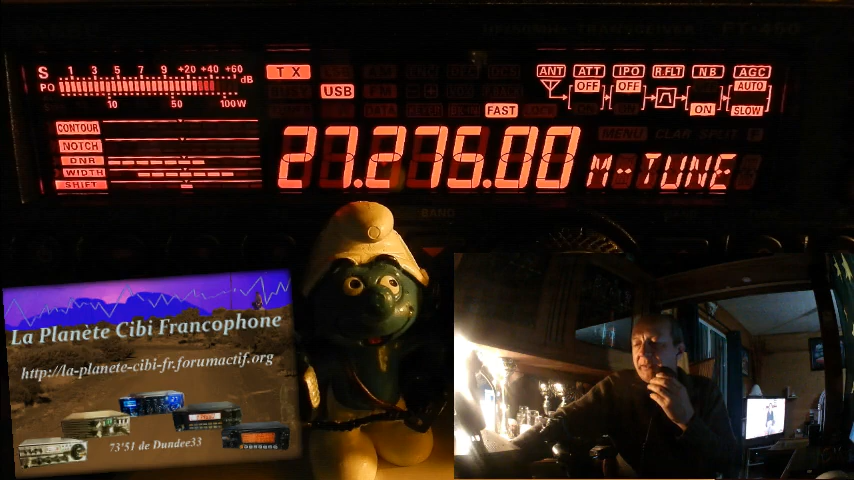 S 1 3 5 7 9 +20 +40 +60 dB
PO 10 50 100W
TX
USB
FAST
ANT ATT IPO R.FLT NB AGC
OFF OFF AUTO
ON SLOW
CONTOUR
NOTCH
DNR
WIDTH
SHIFT
27.275.00 M-TUNE
MENU CLAR SPLIT
BAND
La Planète Cibi Francophone
http://la-planete-cibi-fr.forumactif.org
73'51 de Dundee33